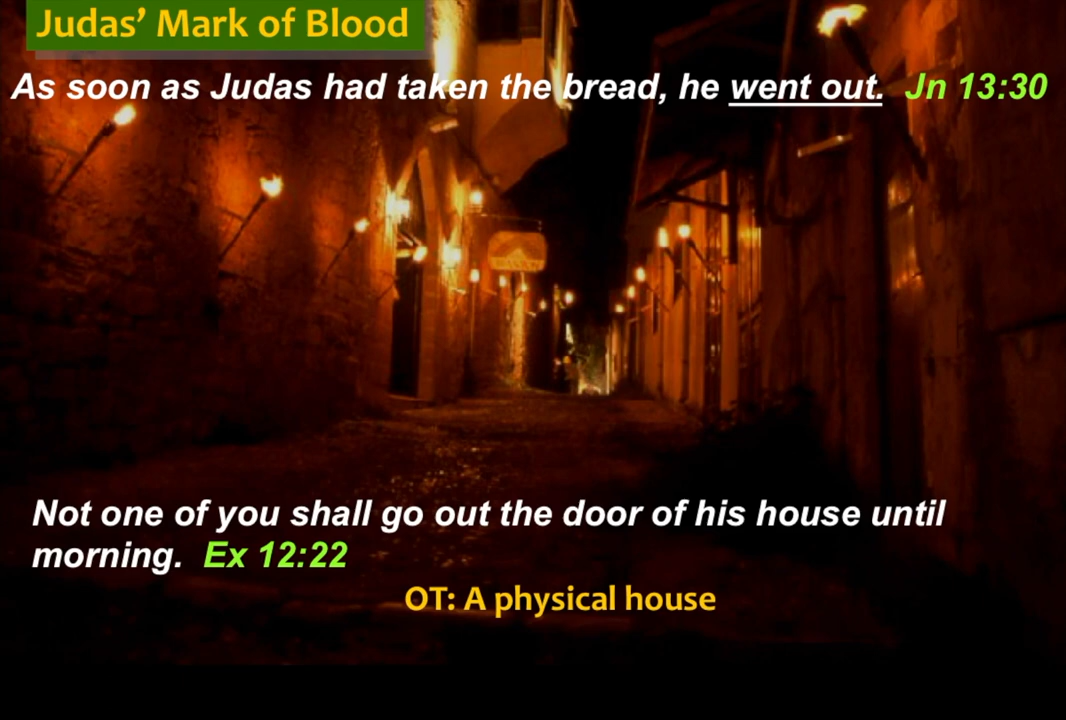 Judas’ Mark of Blood
As soon as Judas had taken the bread, he went out. Jn 13:30
Not one of you shall go out the door of his house until
morning. Ex 12:22
OT: A physical house